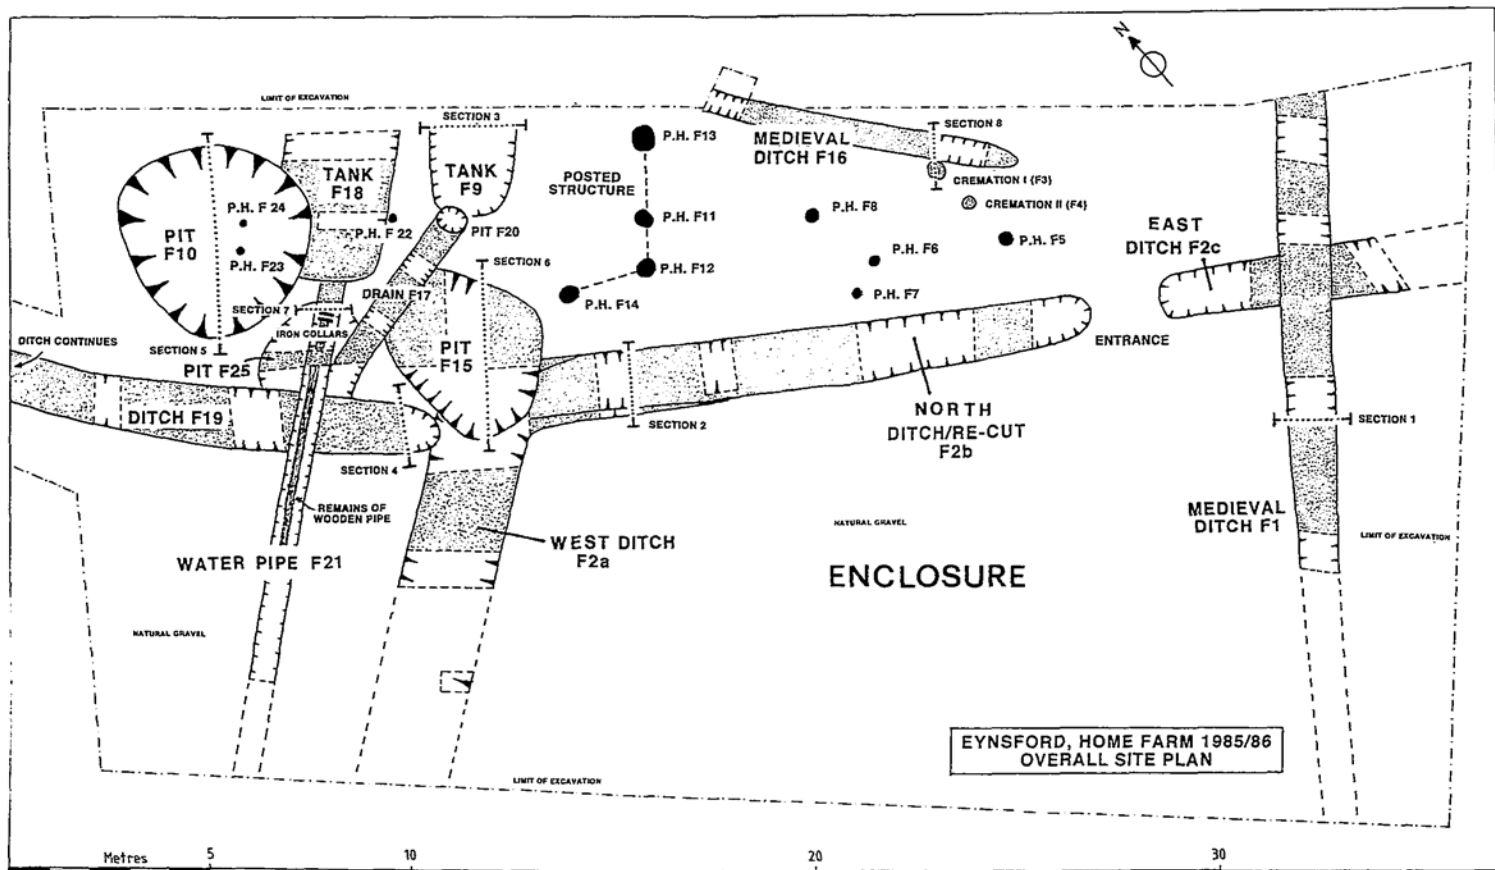 N
LIMIT OF EXCAVATION
SECTION 3
SECTION 8
P.H. F13
MEDIEVAL
DITCH F16
TANK
F18
TANK
F9
POSTED
STRUCTURE
CREMATION I (F3)
CREMATION II (F4)
P.H. F 24
PIT
F10
P.H. F 22
PIT F20
P.H. F11
P.H. F8
EAST
DITCH F2c
P.H. F23
SECTION 6
P.H. F6
P.H. F5
P.H. F12
DRAIN F17
P.H. F14
P.H. F7
SECTION 7
IRON COLLARS
DITCH CONTINUES
SECTION 5
PIT F25
PIT
F15
ENTRANCE
DITCH F19
NORTH
DITCH/RE-CUT
F2b
SECTION 2
SECTION 1
SECTION 4
REMAINS OF
WOODEN PIPE
NATURAL GRAVEL
MEDIEVAL
DITCH F1
LIMIT OF EXCAVATION
WEST DITCH
F2a
WATER PIPE F21
ENCLOSURE
NATURAL GRAVEL
EYNSFORD, HOME FARM 1985/86
OVERALL SITE PLAN
LIMIT OF EXCAVATION
Metres 5 10 20 30